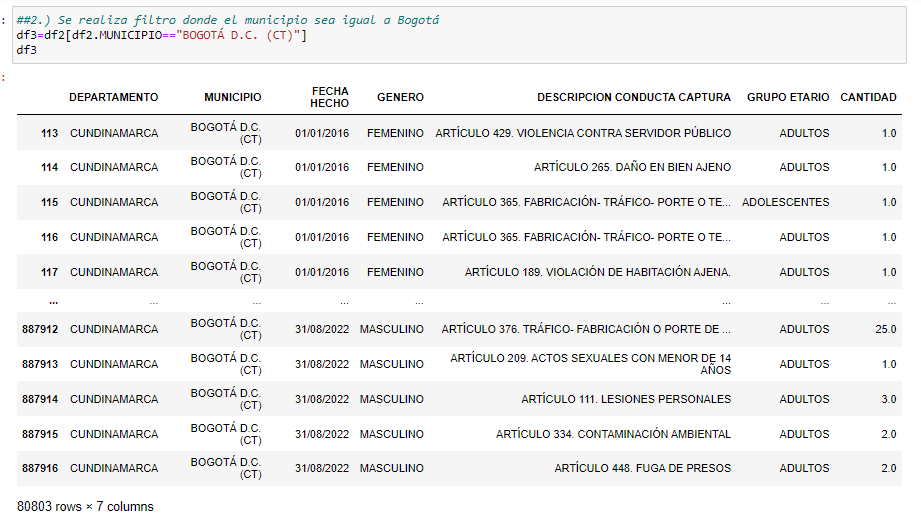 :
##2.) Se realiza filtro donde el municipio sea igual a Bogotá
df3=df2[df2.MUNICIPIO=="BOGOTÁ D.C. (CT)"]
df3
:
DEPARTAMENTO MUNICIPIO FECHA HECHO GENERO DESCRIPCION CONDUCTA CAPTURA GRUPO ETARIO CANTIDAD
113 CUNDINAMARCA BOGOTÁ D.C. (CT) 01/01/2016 FEMENINO ARTÍCULO 429. VIOLENCIA CONTRA SERVIDOR PÚBLICO ADULTOS 1.0
114 CUNDINAMARCA BOGOTÁ D.C. (CT) 01/01/2016 FEMENINO ARTÍCULO 265. DAÑO EN BIEN AJENO ADULTOS 1.0
115 CUNDINAMARCA BOGOTÁ D.C. (CT) 01/01/2016 FEMENINO ARTÍCULO 365. FABRICACIÓN- TRÁFICO- PORTE O TE... ADOLESCENTES 1.0
116 CUNDINAMARCA BOGOTÁ D.C. (CT) 01/01/2016 FEMENINO ARTÍCULO 365. FABRICACIÓN- TRÁFICO- PORTE O TE... ADULTOS 1.0
117 CUNDINAMARCA BOGOTÁ D.C. (CT) 01/01/2016 FEMENINO ARTÍCULO 189. VIOLACIÓN DE HABITACIÓN AJENA. ADULTOS 1.0
... ... ... ... ... ... ... ...
887912 CUNDINAMARCA BOGOTÁ D.C. (CT) 31/08/2022 MASCULINO ARTÍCULO 376. TRÁFICO- FABRICACIÓN O PORTE DE ... ADULTOS 25.0
887913 CUNDINAMARCA BOGOTÁ D.C. (CT) 31/08/2022 MASCULINO ARTÍCULO 209. ACTOS SEXUALES CON MENOR DE 14 AÑOS ADULTOS 1.0
887914 CUNDINAMARCA BOGOTÁ D.C. (CT) 31/08/2022 MASCULINO ARTÍCULO 111. LESIONES PERSONALES ADULTOS 3.0
887915 CUNDINAMARCA BOGOTÁ D.C. (CT) 31/08/2022 MASCULINO ARTÍCULO 334. CONTAMINACIÓN AMBIENTAL ADULTOS 2.0
887916 CUNDINAMARCA BOGOTÁ D.C. (CT) 31/08/2022 MASCULINO ARTÍCULO 448. FUGA DE PRESOS ADULTOS 2.0
80803 rows × 7 columns